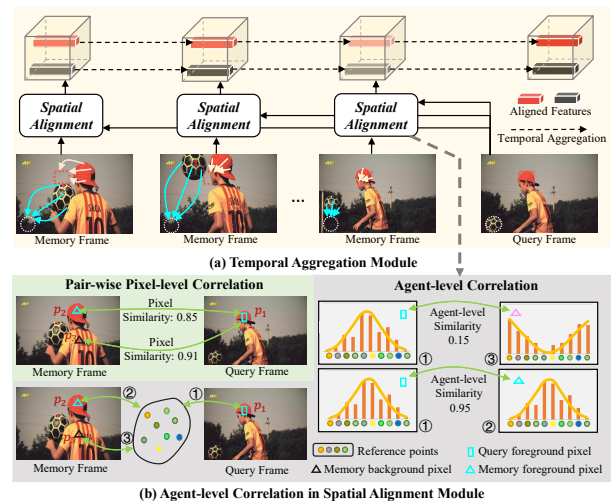 Spatial
Alignment
Spatial
Alignment
Spatial
Alignment
Aligned Features
Temporal Aggregation
Memory Frame
Memory Frame
...
Memory Frame
Query Frame
(a) Temporal Aggregation Module
Pair-wise Pixel-level Correlation
p2
p3
Pixel
Similarity: 0.85
Pixel
Similarity: 0.91
p1
Memory Frame
Query Frame
p2
p3
②
①
③
p1
Memory Frame
Query Frame
Agent-level Correlation
Agent-level
Similarity
0.15
①
③
Agent-level
Similarity
0.95
①
②
Reference points
Query foreground pixel
Memory background pixel
Memory foreground pixel
(b) Agent-level Correlation in Spatial Alignment Module